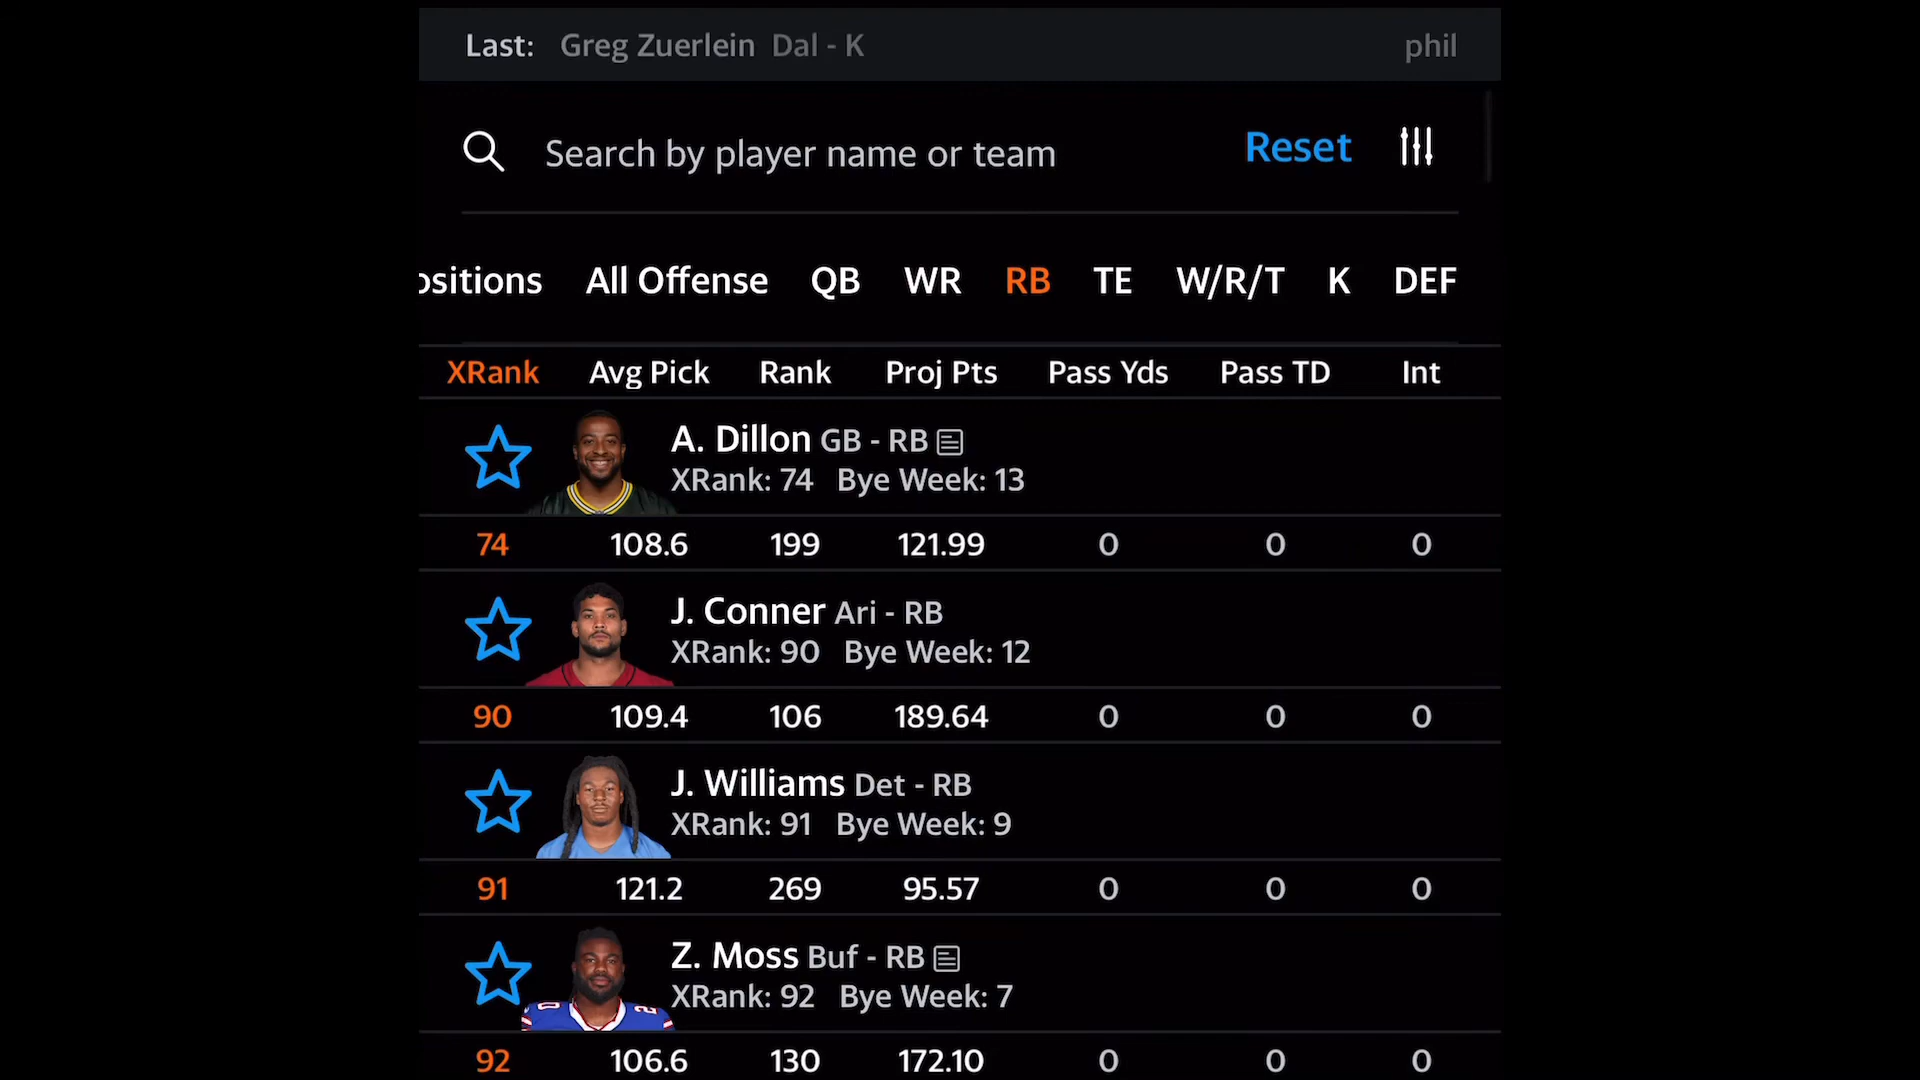 Last: Greg Zuerlein Dal - K phil
Search by player name or team Reset
ositions All Offense QB WR RB TE W/R/T K DEF
XRank Avg Pick Rank Proj Pts Pass Yds Pass TD Int
A. Dillon GB - RB
XRank: 74 Bye Week: 13
74 108.6 199 121.99 0 0 0
J. Conner Ari - RB
XRank: 90 Bye Week: 12
90 109.4 106 189.64 0 0 0
J. Williams Det - RB
XRank: 91 Bye Week: 9
91 121.2 269 95.57 0 0 0
Z. Moss Buf - RB
XRank: 92 Bye Week: 7
92 106.6 130 172.10 0 0 0